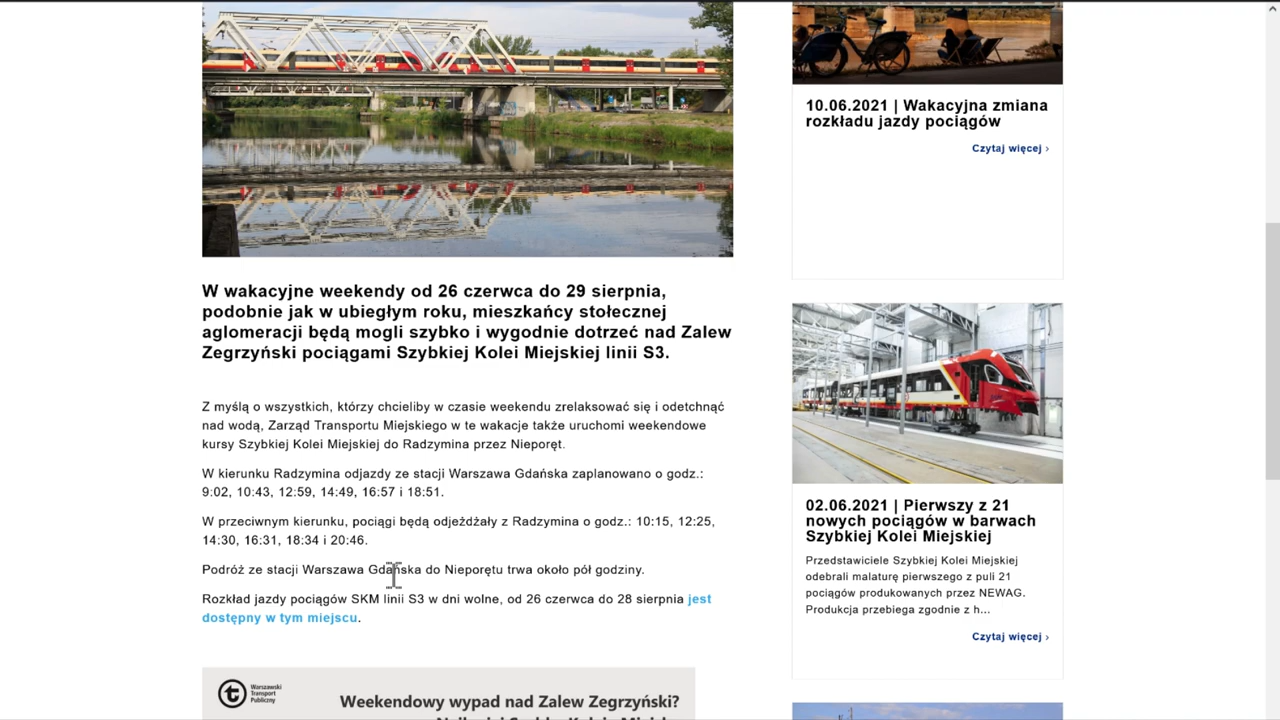 W wakacyjne weekendy od 26 czerwca do 29 sierpnia,
podobnie jak w ubiegłym roku, mieszkańcy stołecznej
aglomeracji będą mogli szybko i wygodnie dotrzeć nad Zalew
Zegrzyński pociągami Szybkiej Kolei Miejskiej linii S3.
Z myślą o wszystkich, którzy chcieliby w czasie weekendu zrelaksować się i odetchnąć
nad wodą, Zarząd Transportu Miejskiego w te wakacje także uruchomi weekendowe
kursy Szybkiej Kolei Miejskiej do Radzymina przez Nieporęt.
W kierunku Radzymina odjazdy ze stacji Warszawa Gdańska zaplanowano o godz.:
9:02, 10:43, 12:59, 14:49, 16:57 i 18:51.
W przeciwnym kierunku, pociągi będą odjeżdżały z Radzymina o godz.: 10:15, 12:25,
14:30, 16:31, 18:34 i 20:46.
Podróż ze stacji Warszawa Gdańska do Nieporętu trwa około pół godziny.
Rozkład jazdy pociągów SKM linii S3 w dni wolne, od 26 czerwca do 28 sierpnia jest
dostępny w tym miejscu.
Warszawski
Transport
Publiczny
Weekendowy wypad nad Zalew Zegrzyński?
10.06.2021 | Wakacyjna zmiana
rozkładu jazdy pociągów
Czytaj więcej ›
02.06.2021 | Pierwszy z 21
nowych pociągów w barwach
Szybkiej Kolei Miejskiej
Przedstawiciele Szybkiej Kolei Miejskiej
odebrali malaturę pierwszego z puli 21
pociągów produkowanych przez NEWAG.
Produkcja przebiega zgodnie z h...
Czytaj więcej ›